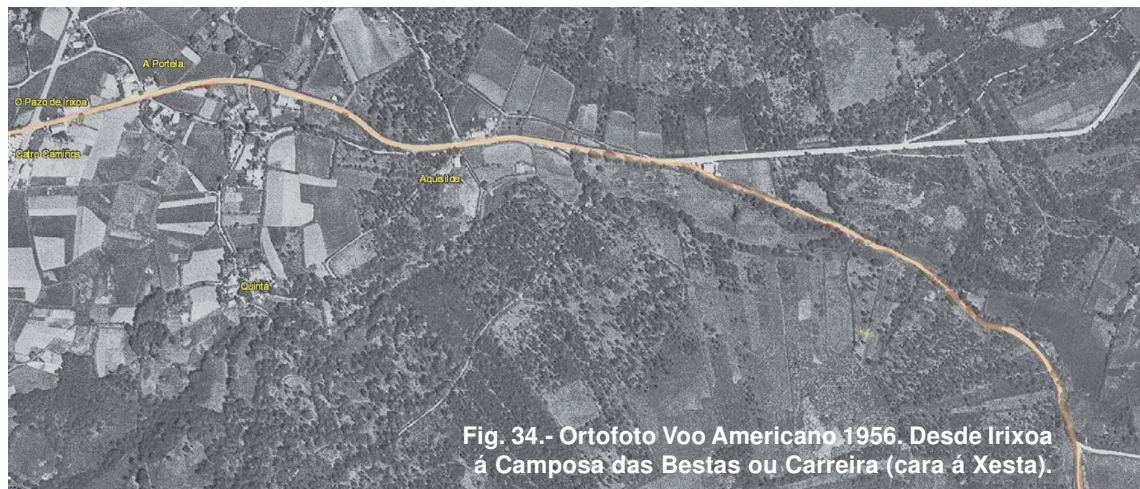 A Portela
O Pazo de Irixoa
Catro Camiños
Aquisilde
Quintá
Fig. 34.- Ortofoto Voo Americano 1956. Desde Irixoa
á Camposa das Bestas ou Carreira (cara á Xesta).